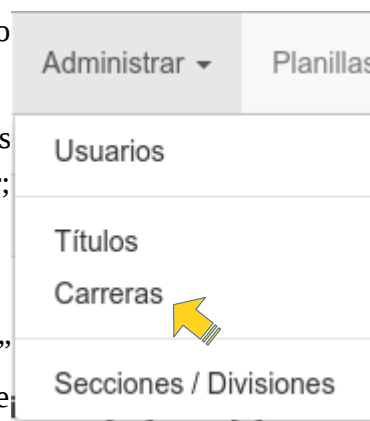 Administrar Planillas
Usuarios
Títulos
Carreras
Secciones / Divisiones